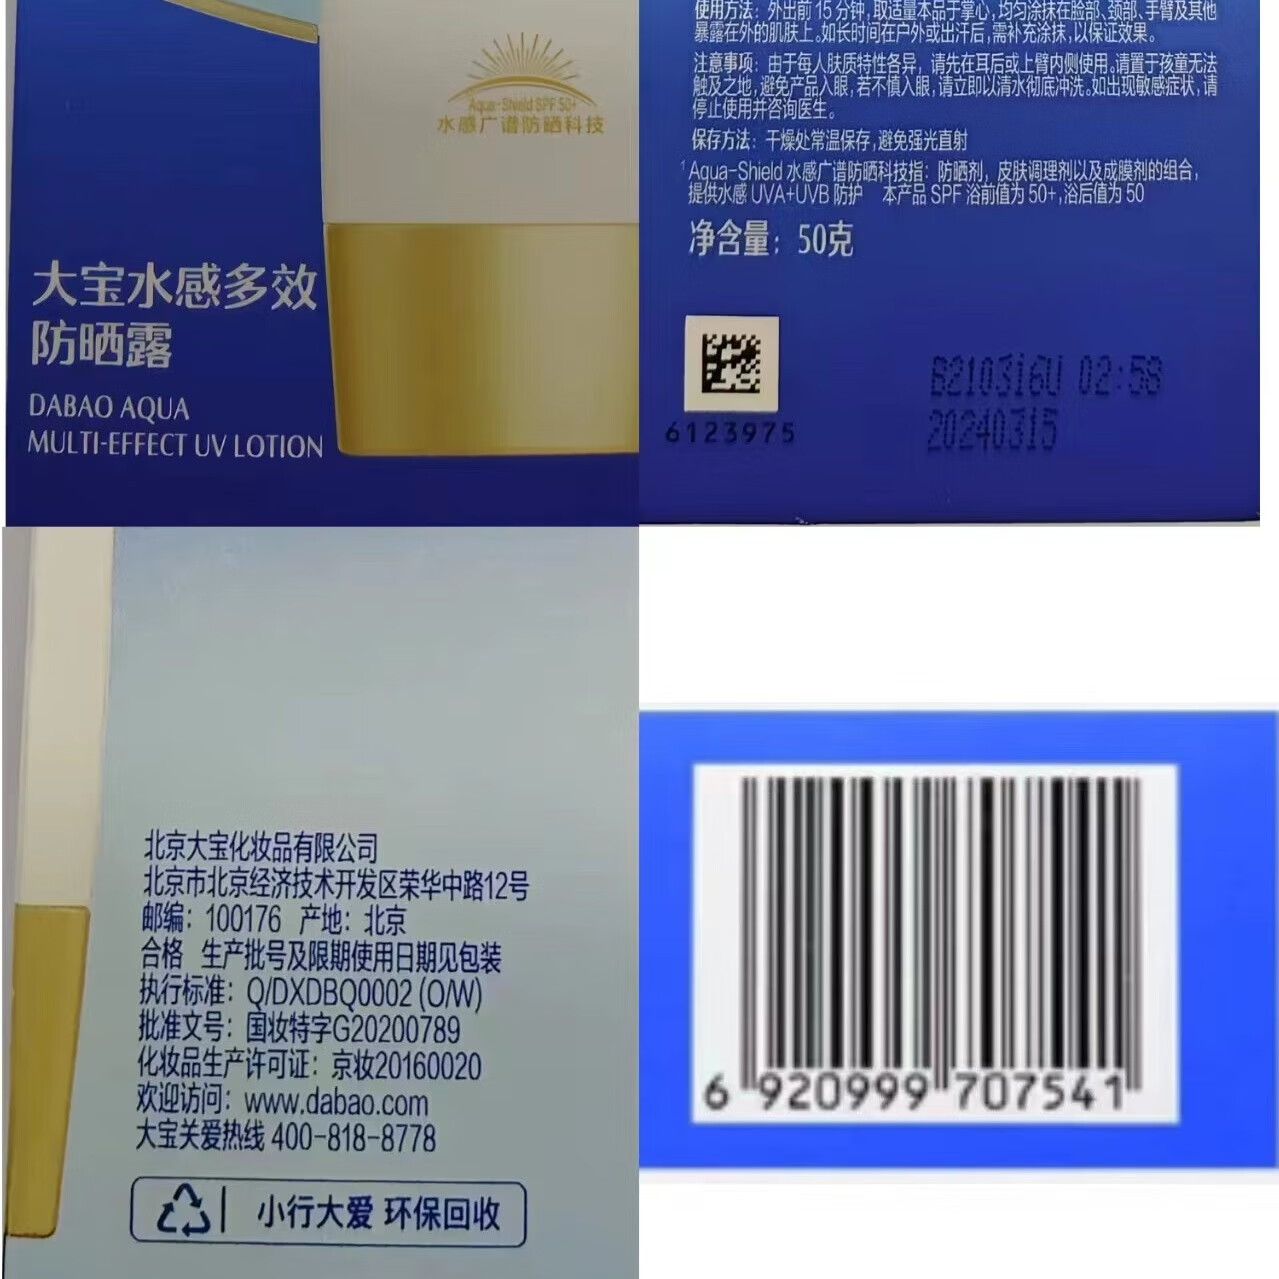 Aqua-Shield SPF 50+
水感广谱防晒科技
大宝水感多效
防晒露
DABAO AQUA
MULTI-EFFECT UV LOTION
使用方法：外出前15分钟，取适量本品于掌心，均匀涂抹在脸部、颈部、手臂及其他
暴露在外的肌肤上。如长时间在户外或出汗后，需补充涂抹，以保证效果。
注意事项：由于每人肤质特性各异，请先在耳后或上臂内侧使用。请置于孩童无法
触及之地，避免产品入眼，若不慎入眼，请立即以清水彻底冲洗。如出现敏感症状，请
停止使用并咨询医生。
保存方法：干燥处常温保存，避免强光直射
¹Aqua-Shield 水感广谱防晒科技指：防晒剂，皮肤调理剂以及成膜剂的组合，
提供水感 UVA+UVB 防护 本产品 SPF 浴前值为 50+，浴后值为 50
净含量：50克
6123975
B210316U 02:58
20240315
北京大宝化妆品有限公司
北京市北京经济技术开发区荣华中路12号
邮编：100176 产地：北京
合格 生产批号及限期使用日期见包装
执行标准：Q/DXDBQ0002 (O/W)
批准文号：国妆特字G20200789
化妆品生产许可证：京妆20160020
欢迎访问：www.dabao.com
大宝关爱热线 400-818-8778
小行大爱 环保回收
6 920999 707541